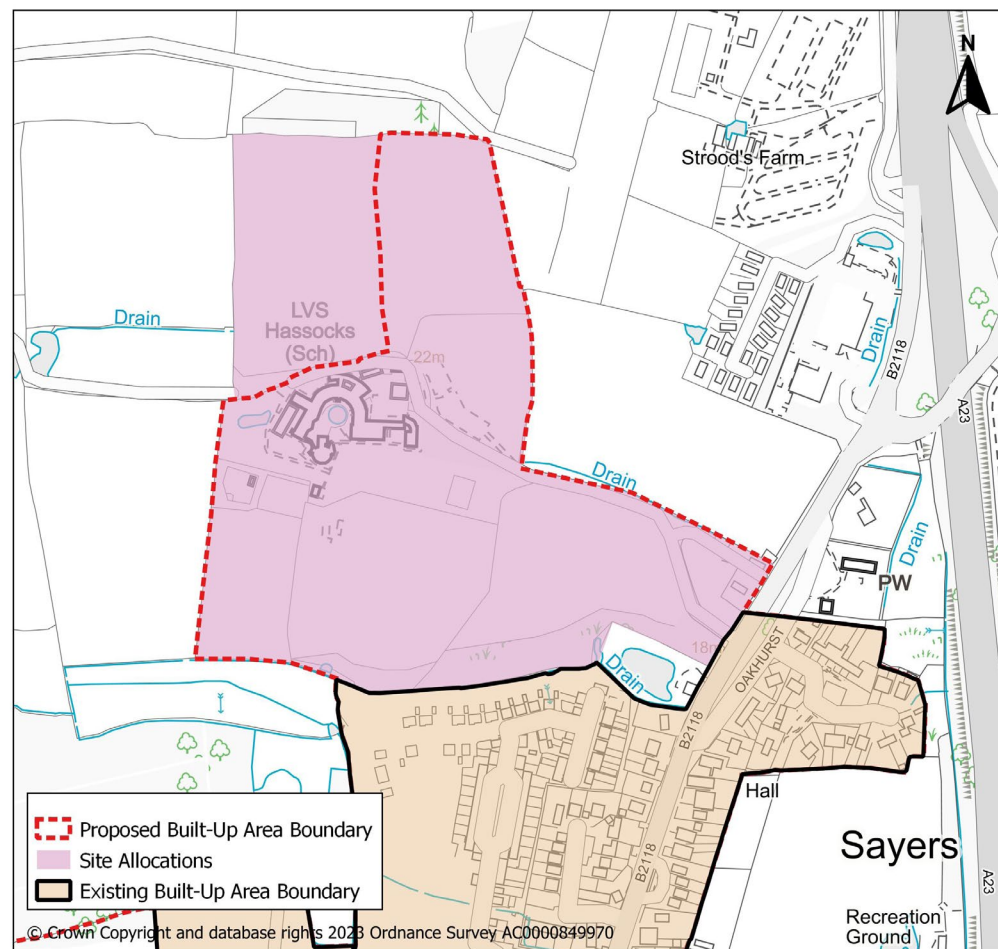 N
Strood's Farm
Drain
LVS
Hassocks
(Sch)
22m
Drain
B2118
A23
A23
Drain
Drain
PW
OAKHURST
18m
Drain
B2118
Hall
B2118
Sayers
A23
Recreation
Ground
Proposed Built-Up Area Boundary
Site Allocations
Existing Built-Up Area Boundary
© Crown Copyright and database rights 2023 Ordnance Survey AC0000849970